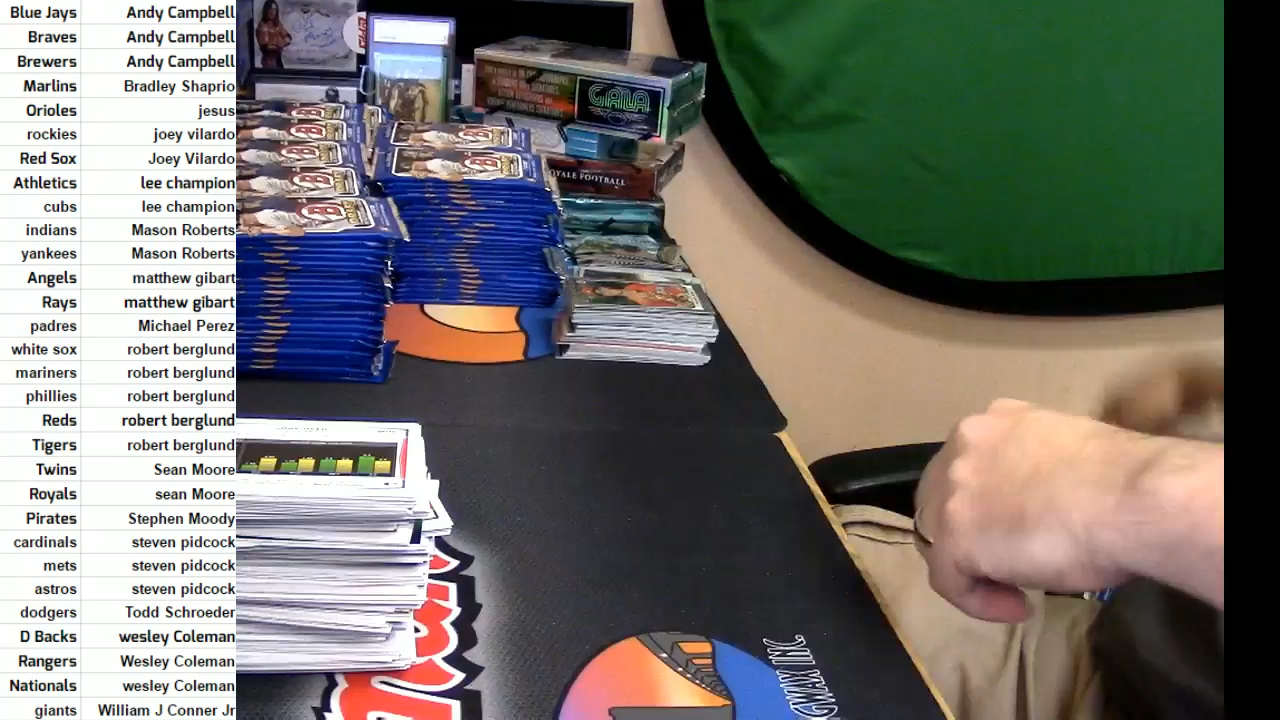 Blue Jays Andy Campbell
Braves Andy Campbell
Brewers Andy Campbell
Marlins Bradley Shaprio
Orioles jesus
rockies joey vilardo
Red Sox Joey Vilardo
Athletics lee champion
cubs lee champion
indians Mason Roberts
yankees Mason Roberts
Angels matthew gibart
Rays matthew gibart
padres Michael Perez
white sox robert berglund
mariners robert berglund
phillies robert berglund
Reds robert berglund
Tigers robert berglund
Twins Sean Moore
Royals sean Moore
Pirates Stephen Moody
cardinals steven pidcock
mets steven pidcock
astros steven pidcock
dodgers Todd Schroeder
D Backs wesley Coleman
Rangers Wesley Coleman
Nationals wesley Coleman
giants William J Conner Jr
GALA
YALE FOOTBALL
GWAX INC